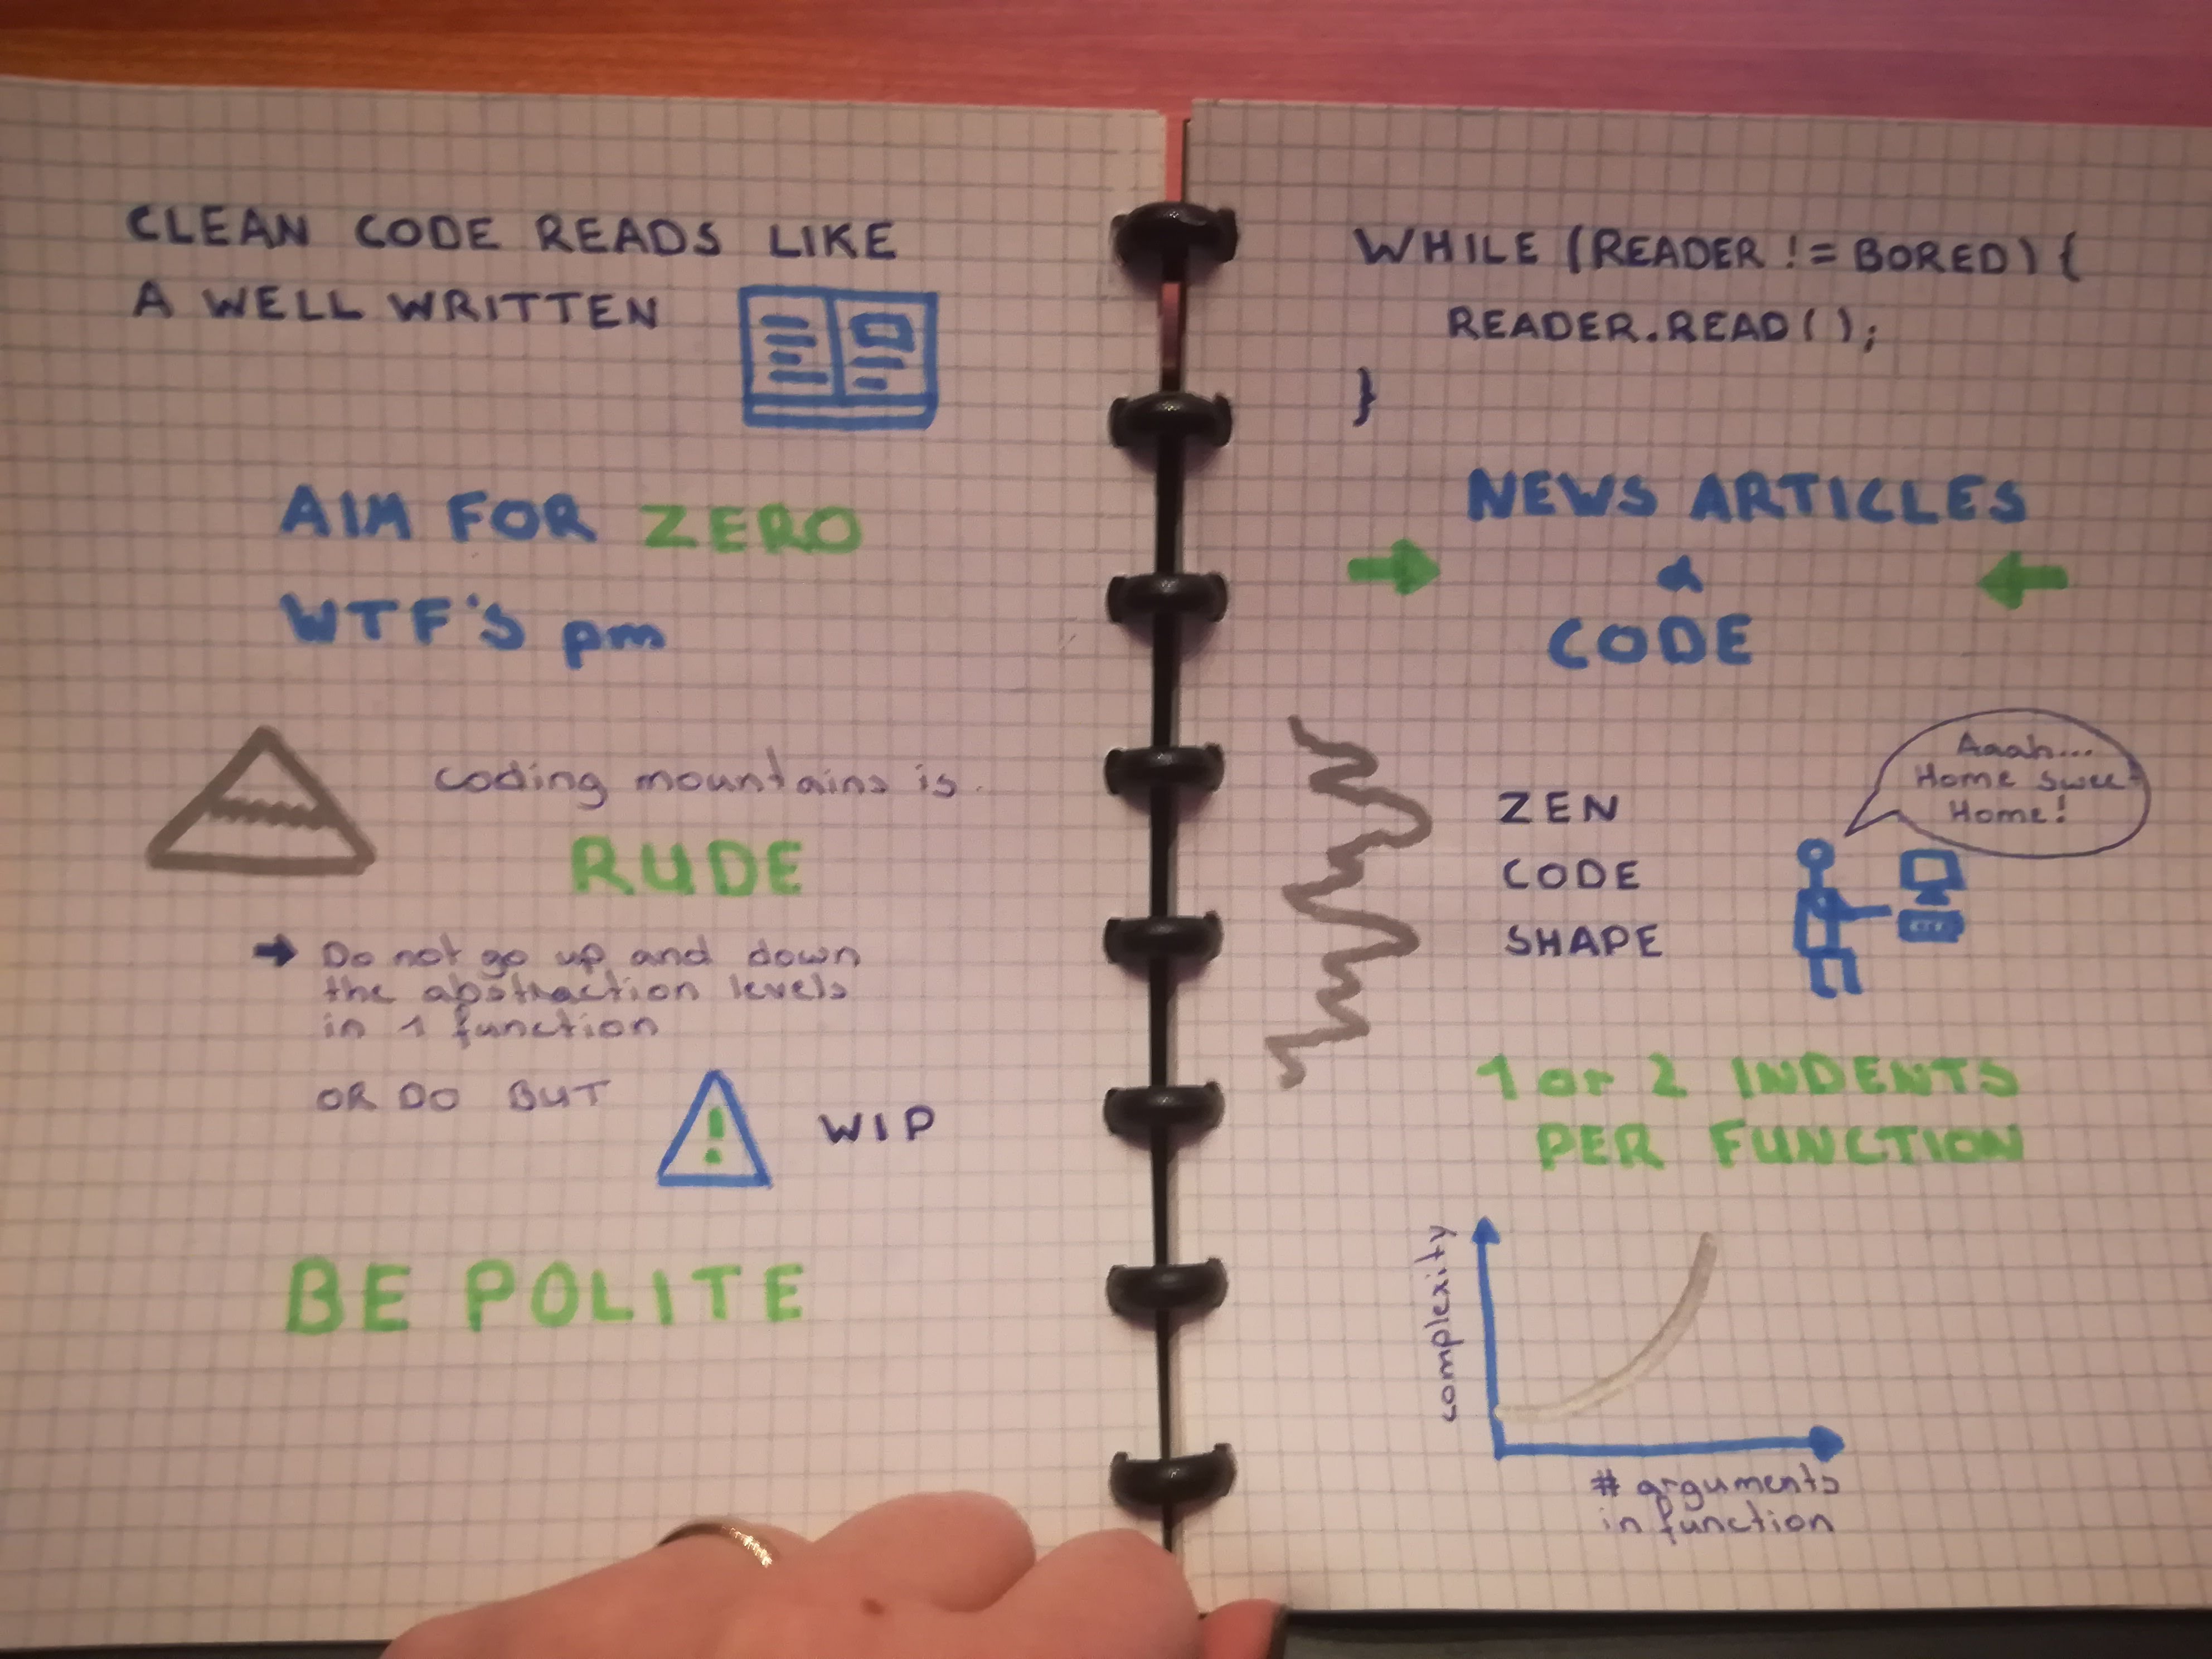 CLEAN CODE READS LIKE
A WELL WRITTEN
AIM FOR ZERO
WTF'S pm
coding mountains is
RUDE
→ Do not go up and down
the abstraction levels
in 1 function
OR DO BUT
!
WIP
BE POLITE
WHILE (READER != BORED) {
READER.READ();
}
NEWS ARTICLES
&
CODE
ZEN
CODE
SHAPE
Aaah...
Home sweet
Home!
1 or 2 INDENTS
PER FUNCTION
complexity
# arguments
in function